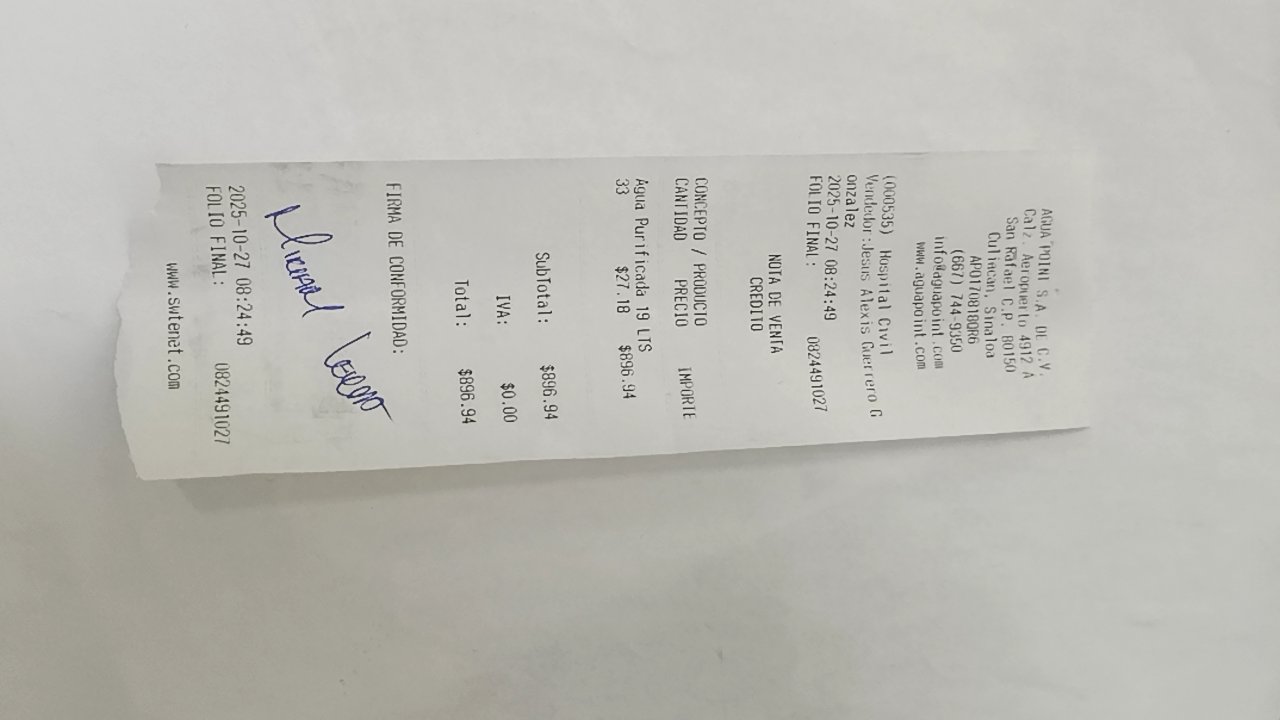 AGUA POINT S.A. DE C.V.
Calz. Aeropuerto 4912 A
San Rafael C.P. 80150
Culiacan, Sinaloa
APO170818QR6
(667) 744-9350
info@aguapoint.com
www.aguapoint.com
(000535) Hospital Civil
Vendedor:Jesus Alexis Guerrero G
onzalez
2025-10-27 08:24:49
FOLIO FINAL: 0824491027
NOTA DE VENTA
CREDITO
CONCEPTO / PRODUCTO
CANTIDAD PRECIO IMPORTE
Agua Purificada 19 LTS
33 $27.18 $896.94
SubTotal: $896.94
IVA: $0.00
Total: $896.94
FIRMA DE CONFORMIDAD:
2025-10-27 08:24:49
FOLIO FINAL: 0824491027
www.swtenet.com